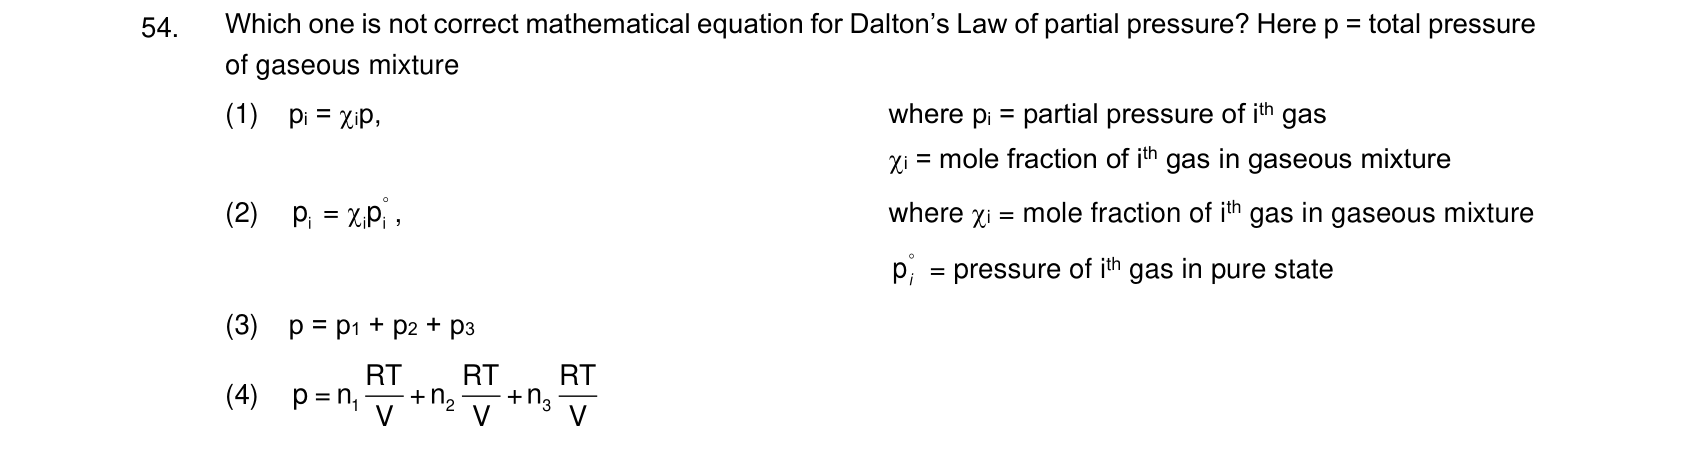 54. Which one is not correct mathematical equation for Dalton’s Law of partial pressure? Here p = total pressure
of gaseous mixture
(1) pᵢ = χᵢp, where pᵢ = partial pressure of iᵗʰ gas
χᵢ = mole fraction of iᵗʰ gas in gaseous mixture
(2) pᵢ = χᵢpᵢ°, where χᵢ = mole fraction of iᵗʰ gas in gaseous mixture
pᵢ° = pressure of iᵗʰ gas in pure state
(3) p = p₁ + p₂ + p₃
(4) p = n₁ RT/V + n₂ RT/V + n₃ RT/V